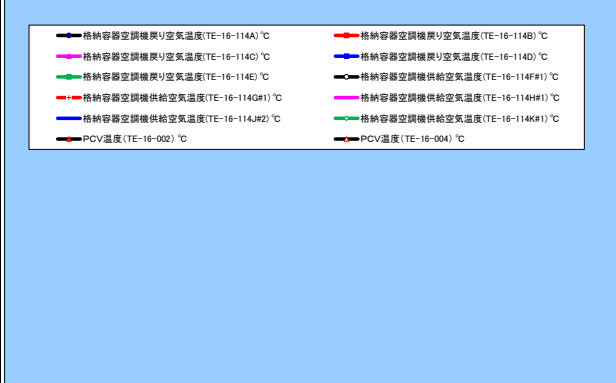 格納容器空調機戻り空気温度(TE-16-114A) ℃ 格納容器空調機戻り空気温度(TE-16-114B) ℃
格納容器空調機戻り空気温度(TE-16-114C) ℃ 格納容器空調機戻り空気温度(TE-16-114D) ℃
格納容器空調機戻り空気温度(TE-16-114E) ℃ 格納容器空調機供給空気温度(TE-16-114F#1) ℃
格納容器空調機供給空気温度(TE-16-114G#1) ℃ 格納容器空調機供給空気温度(TE-16-114H#1) ℃
格納容器空調機供給空気温度(TE-16-114J#2) ℃ 格納容器空調機供給空気温度(TE-16-114K#1) ℃
PCV温度(TE-16-002) ℃ PCV温度(TE-16-004) ℃